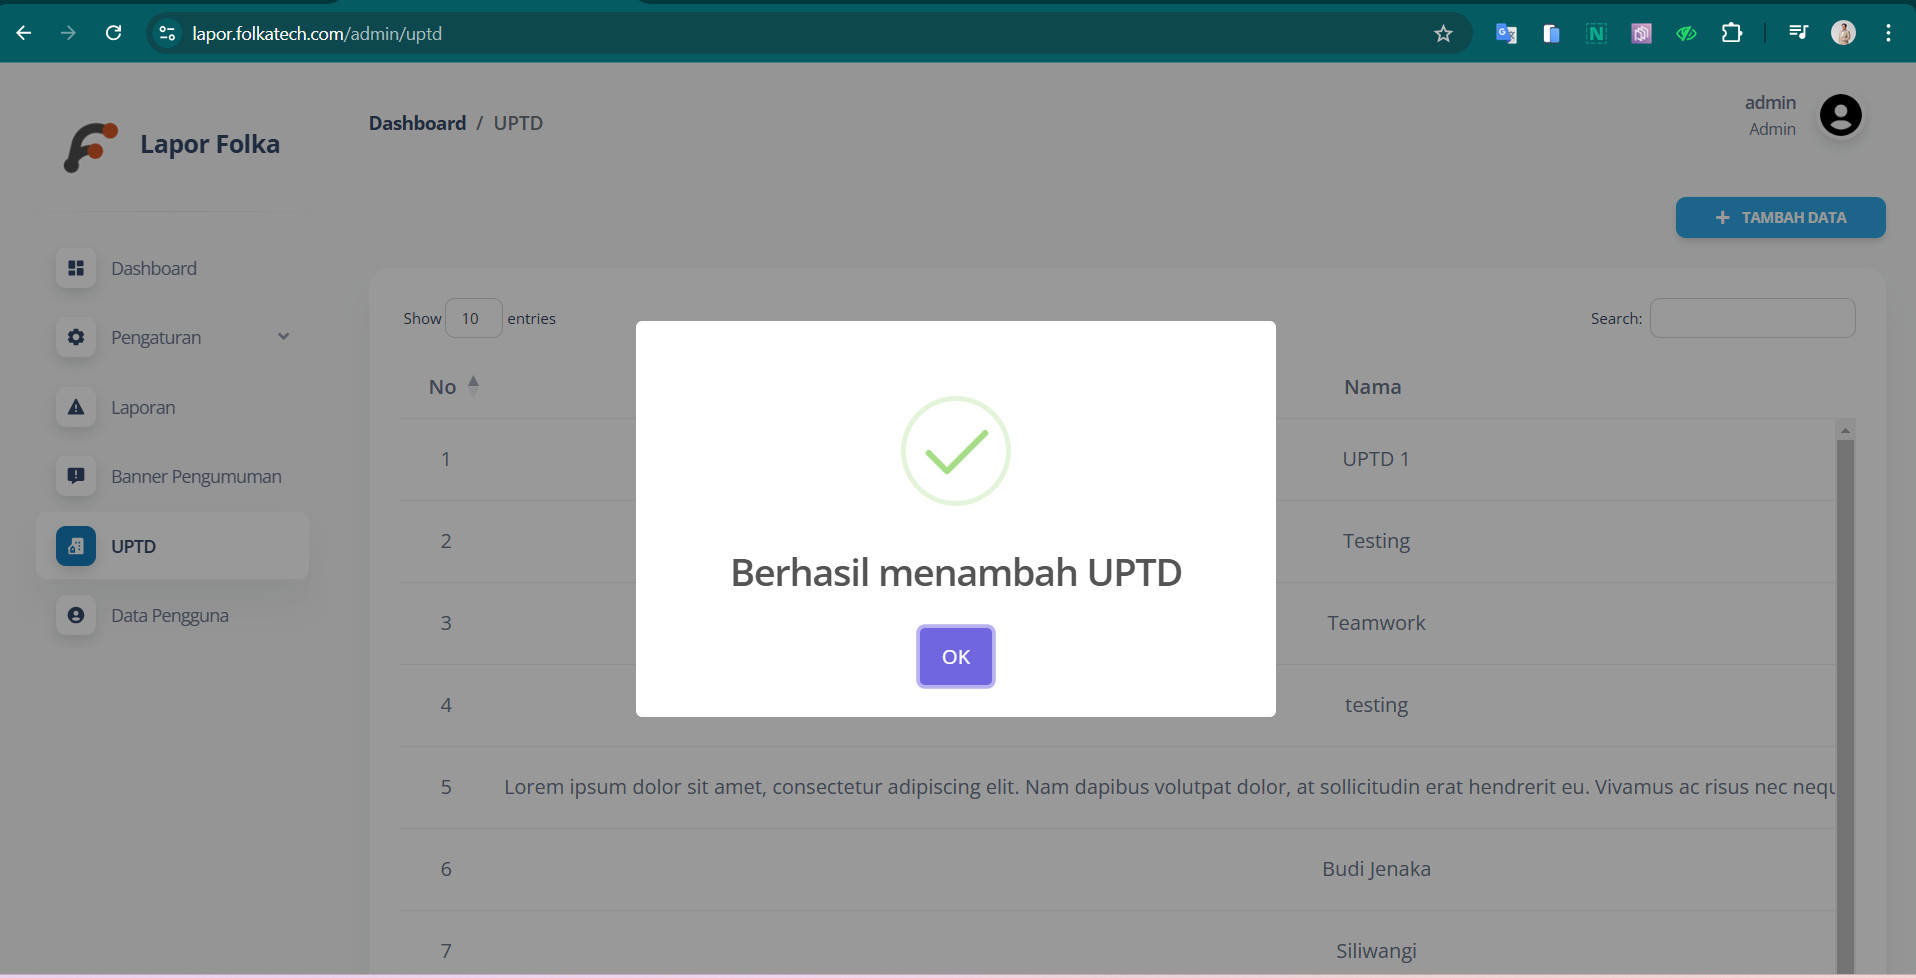 lapor.folkatech.com/admin/uptd
Lapor Folka
Dashboard / UPTD
admin
Admin
TAMBAH DATA
Dashboard
Pengaturan
Laporan
Banner Pengumuman
UPTD
Data Pengguna
Show 10 entries
Search:
No
Nama
1 UPTD 1
2 Testing
3 Teamwork
4 testing
5 Lorem ipsum dolor sit amet, consectetur adipiscing elit. Nam dapibus volutpat dolor, at sollicitudin erat hendrerit eu. Vivamus ac risus nec nequ
6 Budi Jenaka
7 Siliwangi
Berhasil menambah UPTD
OK